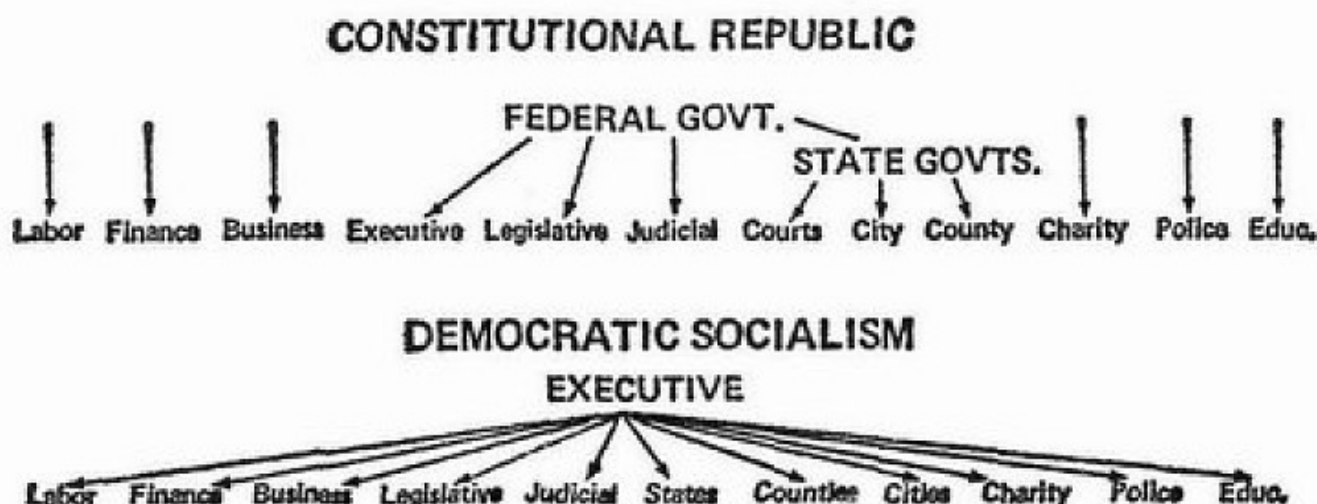 CONSTITUTIONAL REPUBLIC
FEDERAL GOVT.
STATE GOVTS.
Labor Finance Business Executive Legislative Judicial Courts City County Charity Police Educ.
DEMOCRATIC SOCIALISM
EXECUTIVE
Labor Finance Business Legislative Judicial States Counties Cities Charity Police Educ.